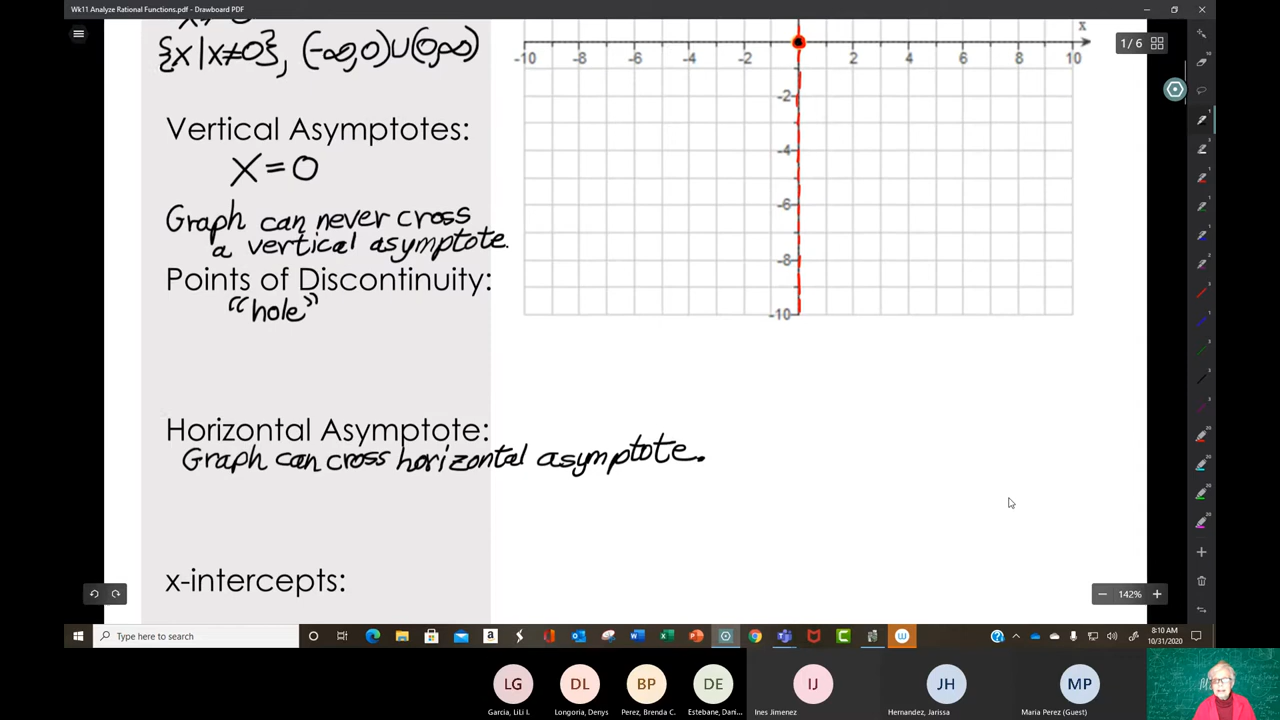 Wk11 Analyze Rational Functions.pdf - Drawboard PDF
{x|x≠0}, (-∞,0)∪(0,∞)
x
1/6
-10 -8 -6 -4 -2 2 4 6 8 10
-2
-4
-6
-8
-10
Vertical Asymptotes:
X=0
Graph can never cross
a vertical asymptote.
Points of Discontinuity:
"hole"
Horizontal Asymptote:
Graph can cross horizontal asymptote.
x-intercepts:
142%
Type here to search
8:10 AM
10/31/2020
LG
DL
BP
DE
IJ
JH
MP
Garcia, LiLi I.
Longoria, Denys
Perez, Brenda C.
Estebane, Dani...
Ines Jimenez
Hernandez, Jarissa
Maria Perez (Guest)